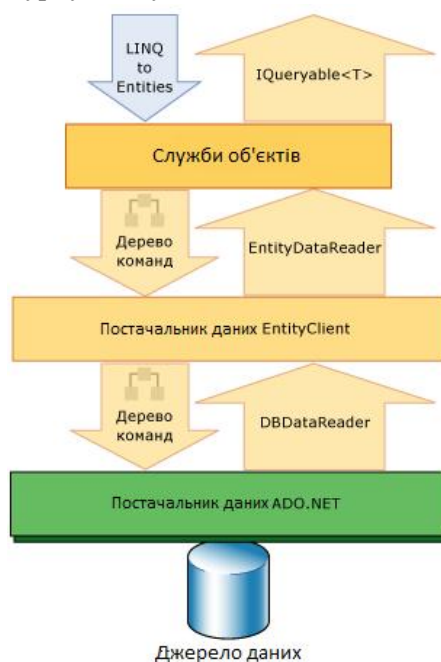 LINQ
to
Entities
IQueryable<T>
Служби об'єктів
Дерево
команд
EntityDataReader
Постачальник даних EntityClient
Дерево
команд
DBDataReader
Постачальник даних ADO.NET
Джерело даних